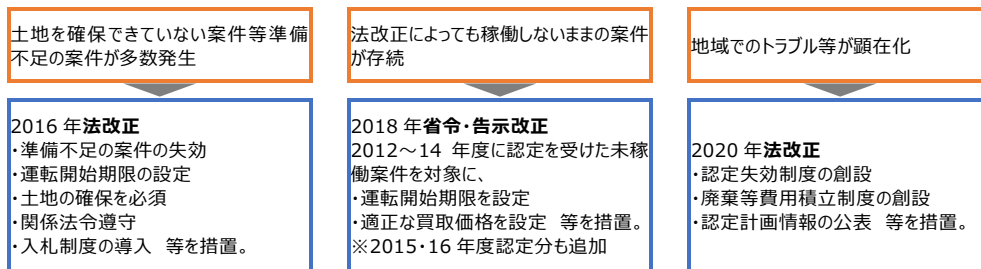 土地を確保できていない案件等準備
不足の案件が多数発生
2016 年法改正
・準備不足の案件の失効
・運転開始期限の設定
・土地の確保を必須
・関係法令遵守
・入札制度の導入　等を措置。
法改正によっても稼働しないままの案件
が存続
2018 年省令・告示改正
2012～14 年度に認定を受けた未稼
働案件を対象に、
・運転開始期限を設定
・適正な買取価格を設定　等を措置。
※2015・16 年度認定分も追加
地域でのトラブル等が顕在化
2020 年法改正
・認定失効制度の創設
・廃棄等費用積立制度の創設
・認定計画情報の公表　等を措置。